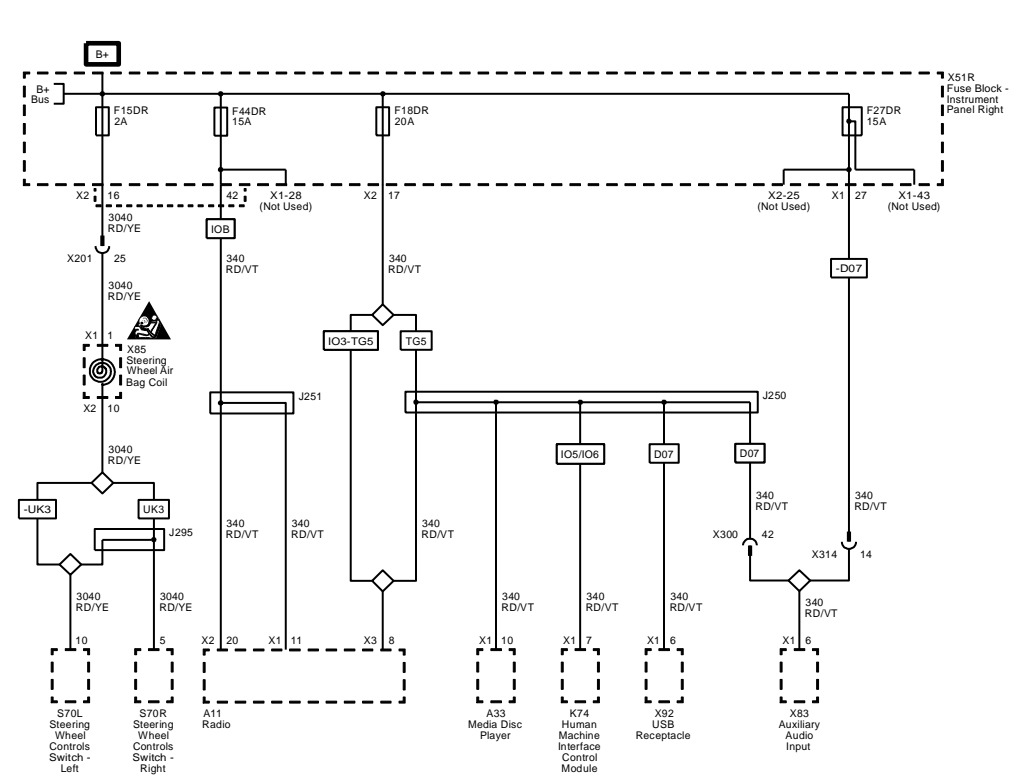 B+
B+
Bus
X51R
Fuse Block -
Instrument
Panel Right
F15DR
2A
F44DR
15A
F18DR
20A
F27DR
15A
X2
16
42
X1-28
(Not Used)
X2
17
X2-25
(Not Used)
X1
27
X1-43
(Not Used)
3040
RD/YE
IOB
X201
25
340
RD/VT
340
RD/VT
-D07
3040
RD/YE
X1
1
X85
Steering
Wheel Air
Bag Coil
X2
10
IO3-TG5
TG5
J251
J250
3040
RD/YE
IO5/IO6
D07
D07
-UK3
UK3
J295
340
RD/VT
340
RD/VT
340
RD/VT
340
RD/VT
340
RD/VT
X300
42
X314
14
3040
RD/YE
3040
RD/YE
340
RD/VT
340
RD/VT
340
RD/VT
340
RD/VT
10
5
X2
20
X1
11
X3
8
X1
10
X1
7
X1
6
X1
6
S70L
Steering
Wheel
Controls
Switch -
Left
S70R
Steering
Wheel
Controls
Switch -
Right
A11
Radio
A33
Media Disc
Player
K74
Human
Machine
Interface
Control
Module
X92
USB
Receptacle
X83
Auxiliary
Audio
Input